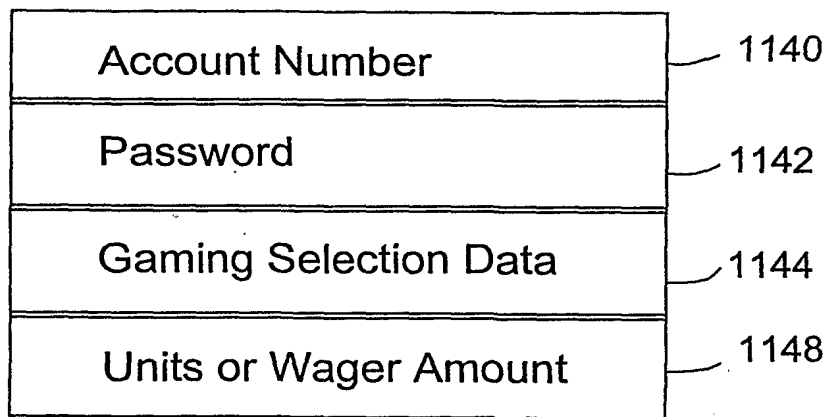 Account Number 1140
Password 1142
Gaming Selection Data 1144
Units or Wager Amount 1148